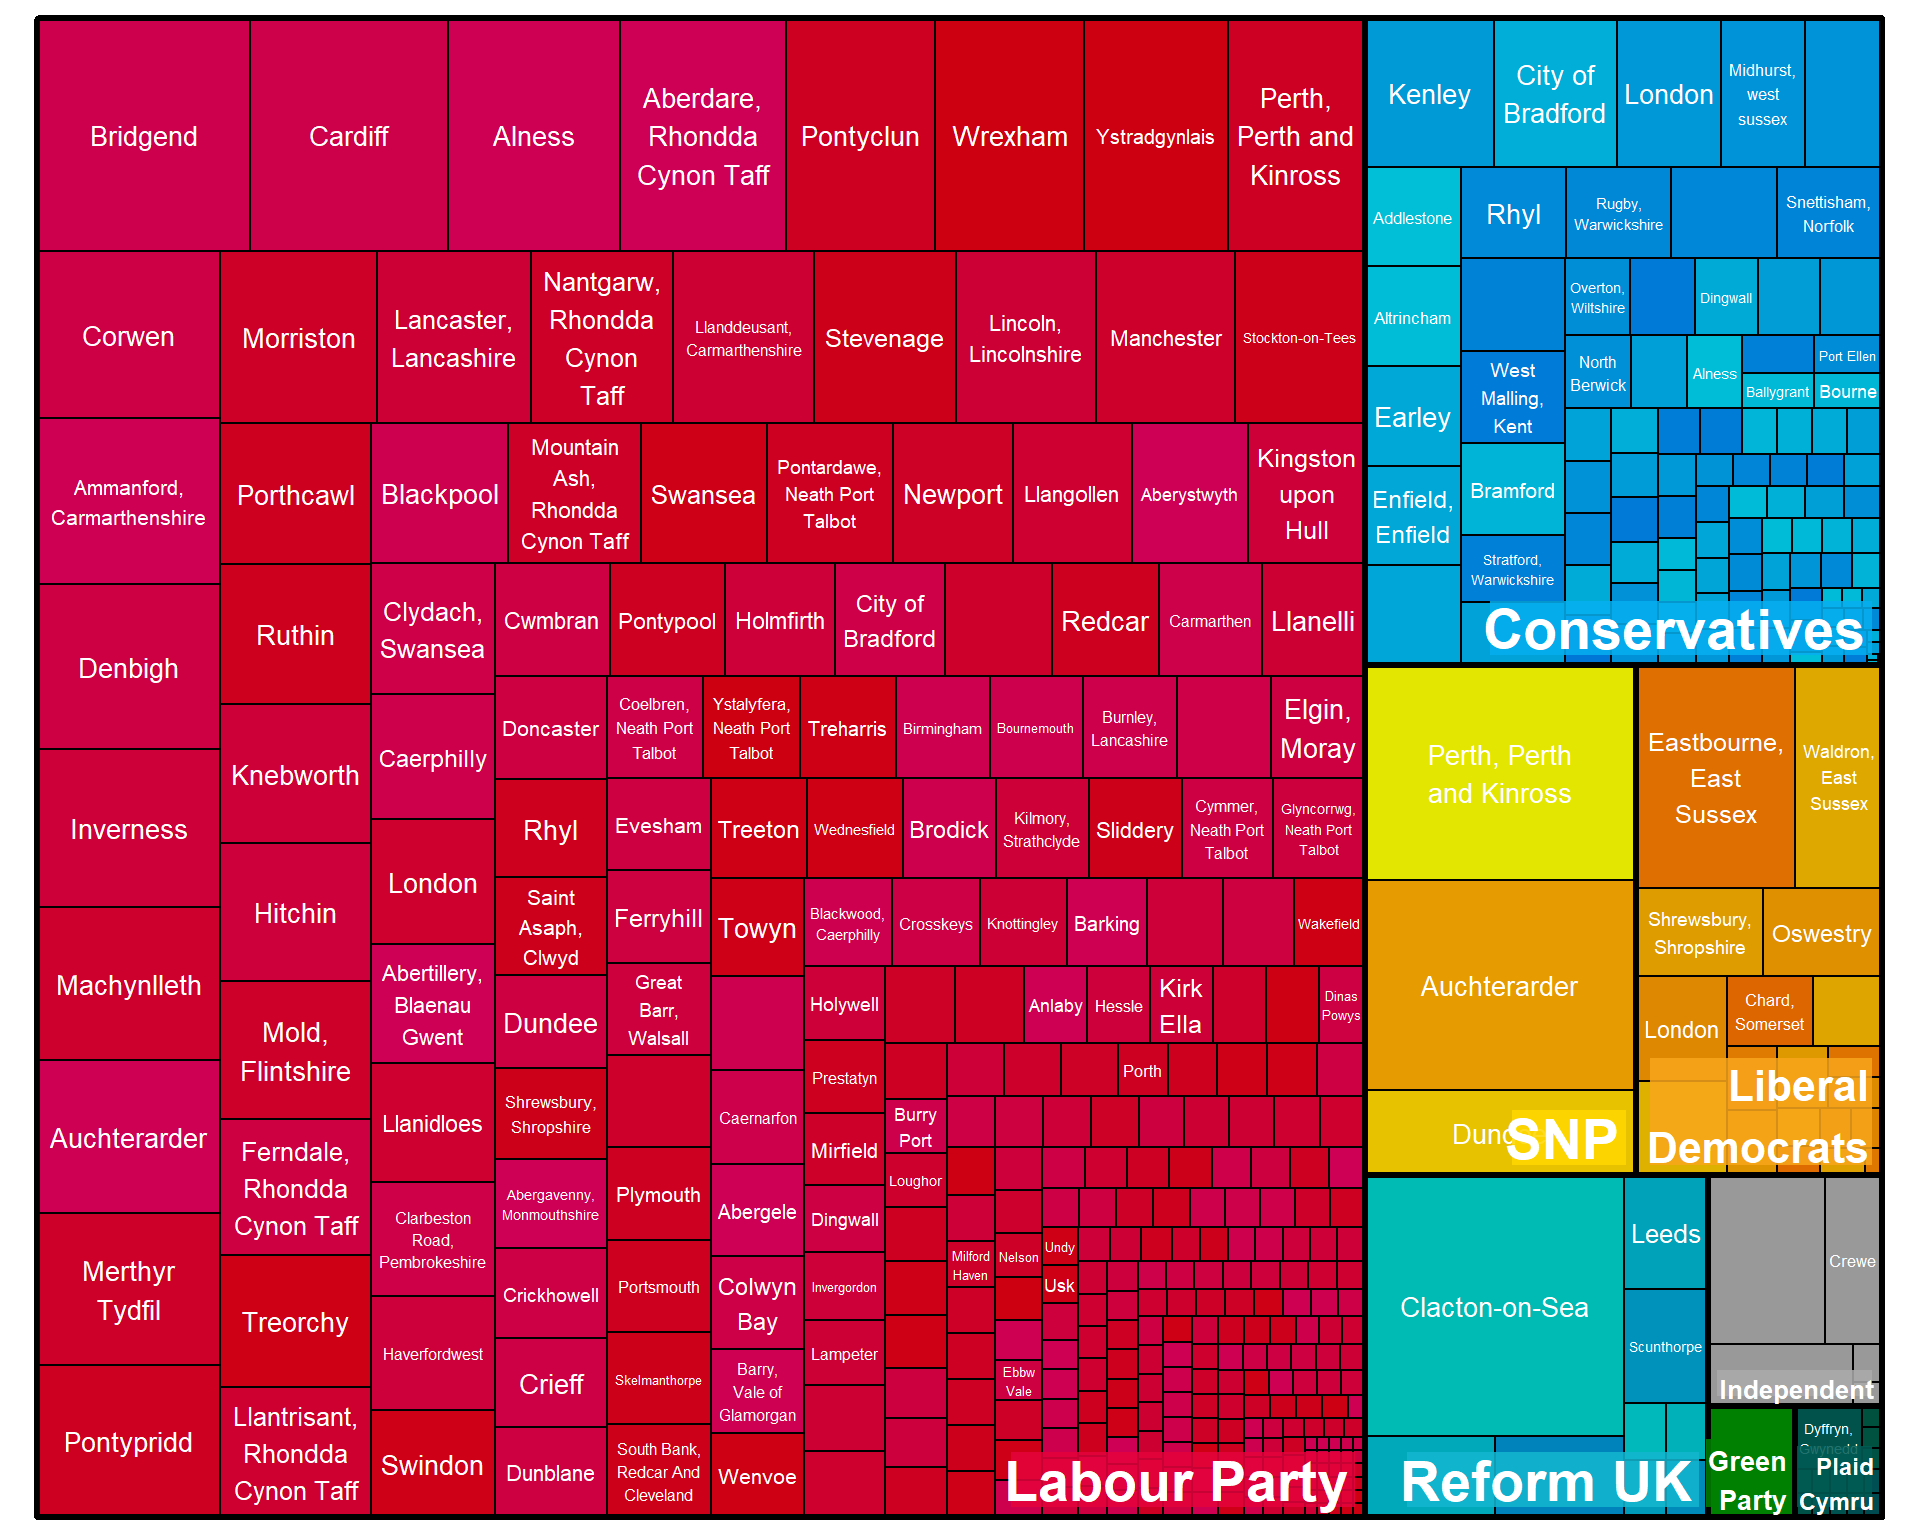 Bridgend
Cardiff
Alness
Aberdare,
Rhondda
Cynon Taff
Pontyclun
Wrexham
Ystradgynlais
Perth,
Perth and
Kinross
Corwen
Morriston
Lancaster,
Lancashire
Nantgarw,
Rhondda
Cynon
Taff
Llanddeusant,
Carmarthenshire
Stevenage
Lincoln,
Lincolnshire
Manchester
Stockton-on-Tees
Ammanford,
Carmarthenshire
Porthcawl
Blackpool
Mountain
Ash,
Rhondda
Cynon Taff
Swansea
Pontardawe,
Neath Port
Talbot
Newport
Llangollen
Aberystwyth
Kingston
upon
Hull
Denbigh
Ruthin
Clydach,
Swansea
Cwmbran
Pontypool
Holmfirth
City of
Bradford
Redcar
Carmarthen
Llanelli
Inverness
Knebworth
Caerphilly
Doncaster
Coelbren,
Neath Port
Talbot
Ystalyfera,
Neath Port
Talbot
Treharris
Birmingham
Bournemouth
Burnley,
Lancashire
Elgin,
Moray
Rhyl
Evesham
Treeton
Wednesfield
Brodick
Kilmory,
Strathclyde
Sliddery
Cymmer,
Neath Port
Talbot
Glyncorrwg,
Neath Port
Talbot
Machynlleth
Hitchin
London
Saint
Asaph,
Clwyd
Ferryhill
Towyn
Blackwood,
Caerphilly
Crosskeys
Knottingley
Barking
Wakefield
Abertillery,
Blaenau
Gwent
Dundee
Great
Barr,
Walsall
Holywell
Anlaby
Hessle
Kirk
Ella
Dinas
Powys
Auchterarder
Mold,
Flintshire
Llanidloes
Shrewsbury,
Shropshire
Caernarfon
Prestatyn
Porth
Burry
Port
Mirfield
Loughor
Merthyr
Tydfil
Ferndale,
Rhondda
Cynon Taff
Clarbeston
Road,
Pembrokeshire
Abergavenny,
Monmouthshire
Plymouth
Abergele
Dingwall
Milford
Haven
Nelson
Undy
Usk
Treorchy
Haverfordwest
Crickhowell
Portsmouth
Colwyn
Bay
Invergordon
Lampeter
Ebbw
Vale
Pontypridd
Llantrisant,
Rhondda
Cynon Taff
Swindon
Crieff
Skelmanthorpe
Barry,
Vale of
Glamorgan
Dunblane
South Bank,
Redcar And
Cleveland
Wenvoe
Labour Party
Kenley
City of
Bradford
London
Midhurst,
west
sussex
Addlestone
Rhyl
Rugby,
Warwickshire
Snettisham,
Norfolk
Altrincham
Overton,
Wiltshire
Dingwall
West
Malling,
Kent
North
Berwick
Alness
Port Ellen
Ballygrant
Bourne
Earley
Bramford
Enfield,
Enfield
Stratford,
Warwickshire
Conservatives
Perth, Perth
and Kinross
Auchterarder
SNP
Eastbourne,
East
Sussex
Waldron,
East
Sussex
Shrewsbury,
Shropshire
Oswestry
London
Chard,
Somerset
Liberal
Democrats
Clacton-on-Sea
Leeds
Scunthorpe
Reform UK
Crewe
Independent
Green
Party
Dyffryn,
Gwynedd
Plaid
Cymru